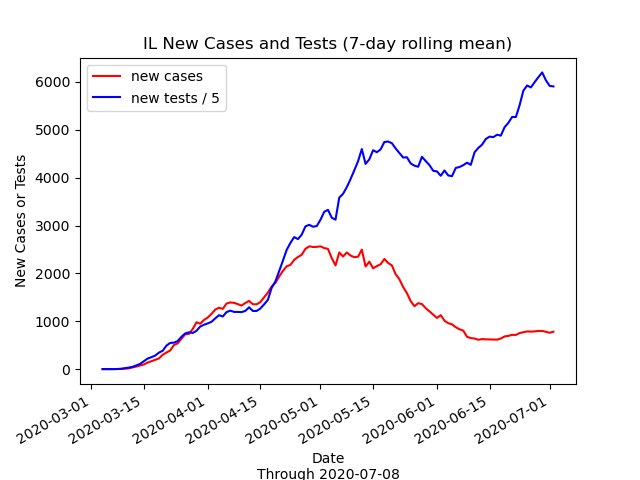 IL New Cases and Tests (7-day rolling mean)
new cases
new tests / 5
New Cases or Tests
6000
5000
4000
3000
2000
1000
0
2020-03-01
2020-03-15
2020-04-01
2020-04-15
2020-05-01
2020-05-15
2020-06-01
2020-06-15
2020-07-01
Date
Through 2020-07-08